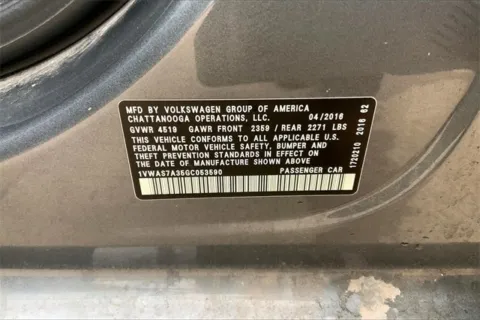 MFD BY VOLKSWAGEN GROUP OF AMERICA
CHATTANOOGA OPERATIONS, LLC. 04/2016
GVWR 4519 GAWR FRONT 2359 / REAR 2271 LBS
THIS VEHICLE CONFORMS TO ALL APPLICABLE U.S.
FEDERAL MOTOR VEHICLE SAFETY, BUMPER AND
THEFT PREVENTION STANDARDS IN EFFECT ON
THE DATE OF MANUFACTURE SHOWN ABOVE
1VWAS7A35GC053590 PASSENGER CAR
1720210 2016 62